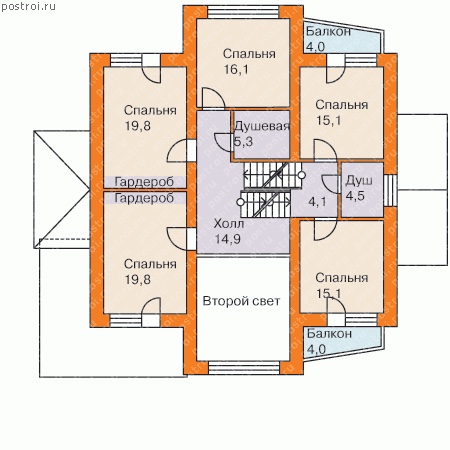 postroi.ru
Балкон
4,0
Спальня
16,1
Спальня
19,8
Спальня
15,1
Душевая
5,3
Гардероб
Гардероб
4,1
Душ
4,5
Холл
14,9
Спальня
19,8
Спальня
15,1
Второй свет
Балкон
4,0